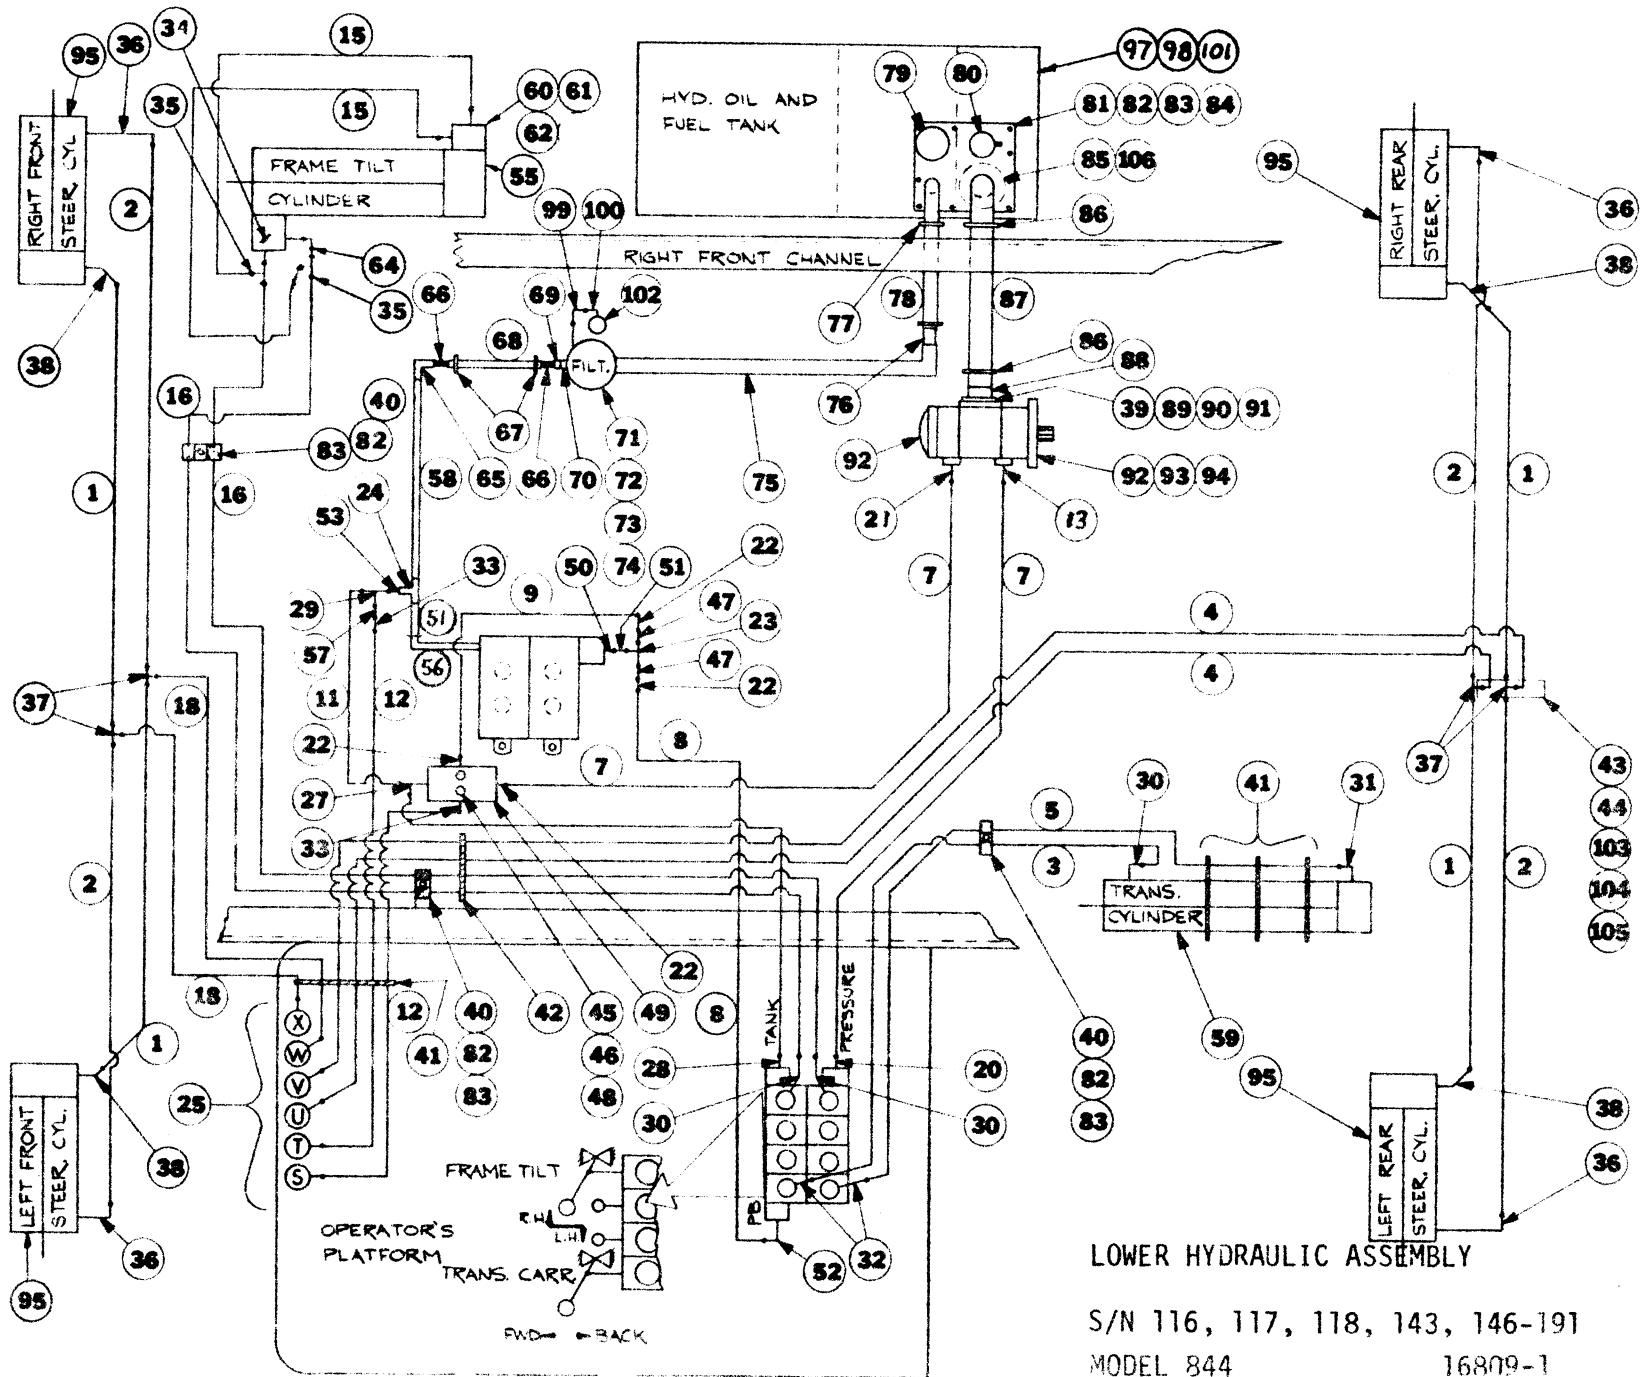 34
15
95
36
35
15
60 61
62
RIGHT FRONT
STEER. CYL.
FRAME TILT
CYLINDER
55
2
64
35
38
HYD. OIL AND
FUEL TANK
79
80
97 98 101
81 82 83 84
85 106
86
99 100
RIGHT FRONT CHANNEL
66
69
102
68
78
87
77
FILT.
86
88
76
39 89 90 91
95
RIGHT REAR
STEER. CYL.
36
38
16
40
83 82
67
71
92
92 93 94
1
16
58 65 66 70 72
75
2
1
24
53
73
21
13
33
74
22
9
50
51
7
7
29
47
51
23
57
4
56
47
4
11
12
22
37
18
8
22
7
37
43
27
30
41
31
44
5
33
103
3
2
TRANS.
CYLINDER
1
2
104
105
22
18
12
TANK
PRESSURE
59
41
40
82
83
42
45
46
48
49
8
X
W
V
U
T
S
25
28
20
40
82
83
1
30
30
95
38
LEFT FRONT
STEER. CYL.
38
FRAME TILT
R.H.
L.H.
PB
LEFT REAR
STEER. CYL.
36
OPERATOR'S
PLATFORM
TRANS. CARR.
36
52
32
95
FWD BACK
LOWER HYDRAULIC ASSEMBLY
S/N 116, 117, 118, 143, 146-191
MODEL 844 16809-1